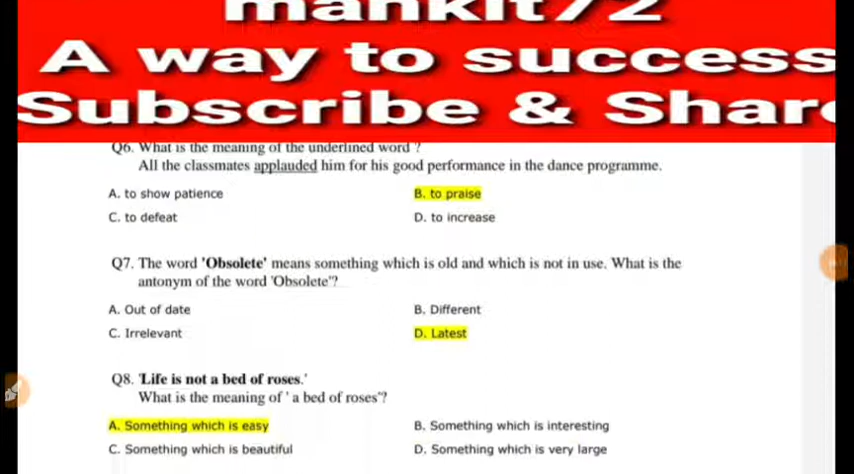 mankit72
A way to success
Subscribe & Share
Q6. What is the meaning of the underlined word ?
All the classmates applauded him for his good performance in the dance programme.
A. to show patience
B. to praise
C. to defeat
D. to increase
Q7. The word 'Obsolete' means something which is old and which is not in use. What is the
antonym of the word 'Obsolete'?
A. Out of date
B. Different
C. Irrelevant
D. Latest
Q8. 'Life is not a bed of roses.'
What is the meaning of ' a bed of roses'?
A. Something which is easy
B. Something which is interesting
C. Something which is beautiful
D. Something which is very large